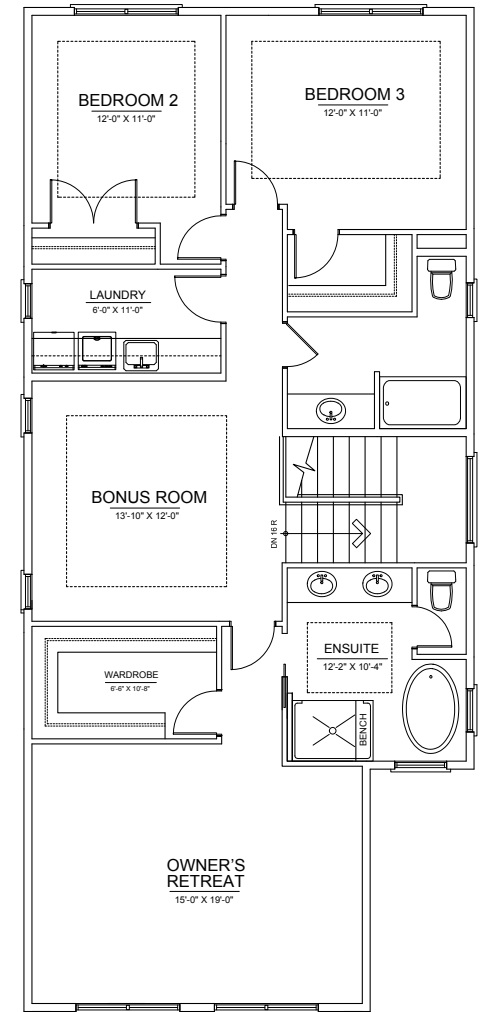 BEDROOM 2
12'-0" X 11'-0"
BEDROOM 3
12'-0" X 11'-0"
LAUNDRY
6'-0" X 11'-0"
BONUS ROOM
13'-10" X 12'-0"
DN 16 R
ENSUITE
12'-2" X 10'-4"
WARDROBE
6'-6" X 10'-8"
BENCH
OWNER'S
RETREAT
15'-0" X 19'-0"